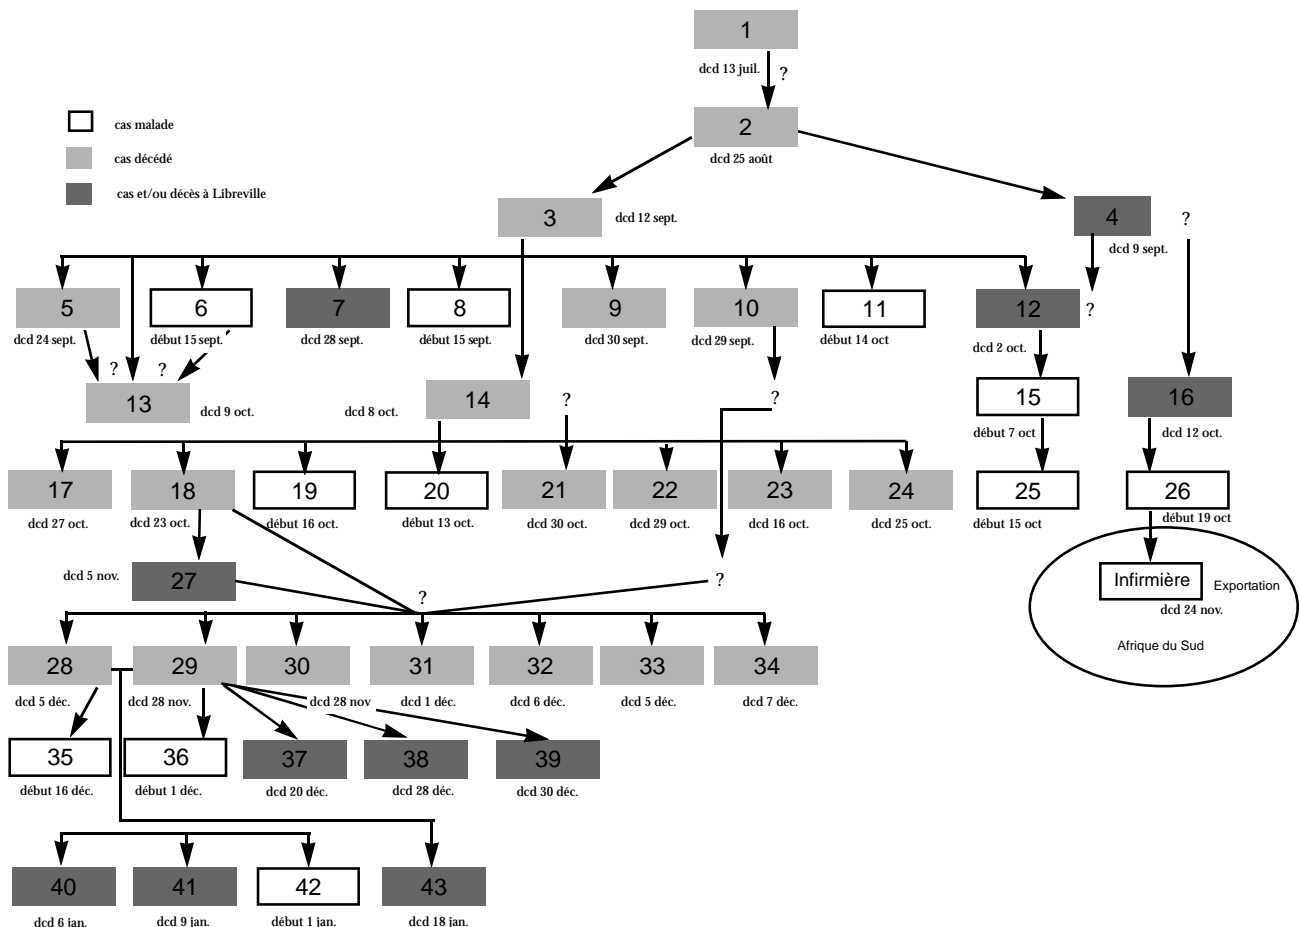 1
dcd 13 juil.
?
cas malade
2
cas décédé
dcd 25 août
cas et/ou décès à Libreville
3
dcd 12 sept.
4
?
dcd 9 sept.
5
6
7
8
9
10
11
12
?
dcd 24 sept.
début 15 sept.
dcd 28 sept.
début 15 sept.
dcd 30 sept.
dcd 29 sept.
début 14 oct
dcd 2 oct.
?
?
13
dcd 9 oct.
dcd 8 oct.
14
?
?
15
16
début 7 oct
dcd 12 oct.
17
18
19
20
21
22
23
24
25
26
dcd 27 oct.
dcd 23 oct.
début 16 oct.
début 13 oct.
dcd 30 oct.
dcd 29 oct.
dcd 16 oct.
dcd 25 oct.
début 15 oct
début 19 oct
dcd 5 nov.
27
?
?
Infirmière
Exportation
dcd 24 nov.
Afrique du Sud
28
29
30
31
32
33
34
dcd 5 déc.
dcd 28 nov.
dcd 28 nov
dcd 1 déc.
dcd 6 déc.
dcd 5 déc.
dcd 7 déc.
35
36
37
38
39
début 16 déc.
début 1 déc.
dcd 20 déc.
dcd 28 déc.
dcd 30 déc.
40
41
42
43
dcd 6 jan.
dcd 9 jan.
début 1 jan.
dcd 18 jan.